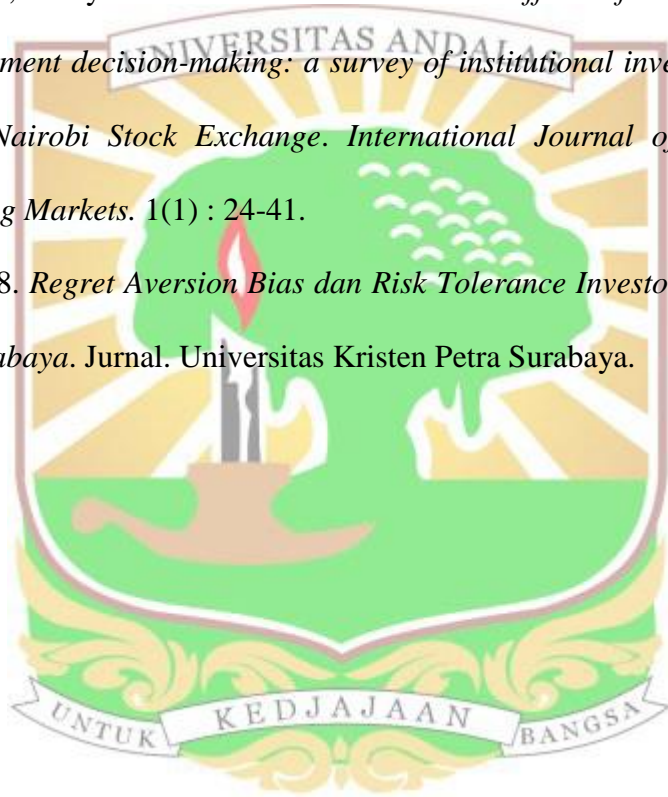 UNIVERSITAS ANDALAS
ment decision-making: a survey of institutional inve
Nairobi Stock Exchange. International Journal of
g Markets. 1(1) : 24-41.
8. Regret Aversion Bias dan Risk Tolerance Investo
abaya. Jurnal. Universitas Kristen Petra Surabaya.
UNTUK KEDJAJAAN BANGSA